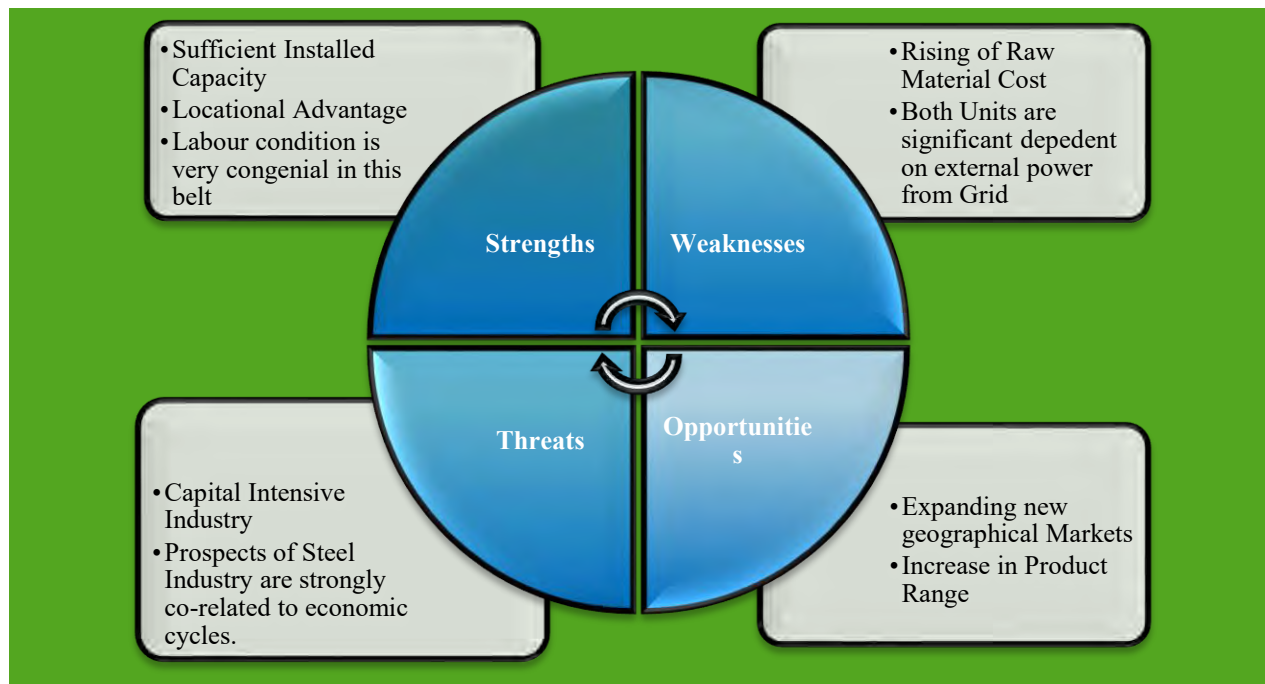 •Sufficient Installed
Capacity
•Locational Advantage
•Labour condition is
very congenial in this
belt
•Rising of Raw
Material Cost
•Both Units are
significant depedent
on external power
from Grid
Strengths
Weaknesses
Threats
Opportunitie
s
•Capital Intensive
Industry
•Prospects of Steel
Industry are strongly
co-related to economic
cycles.
•Expanding new
geographical Markets
•Increase in Product
Range